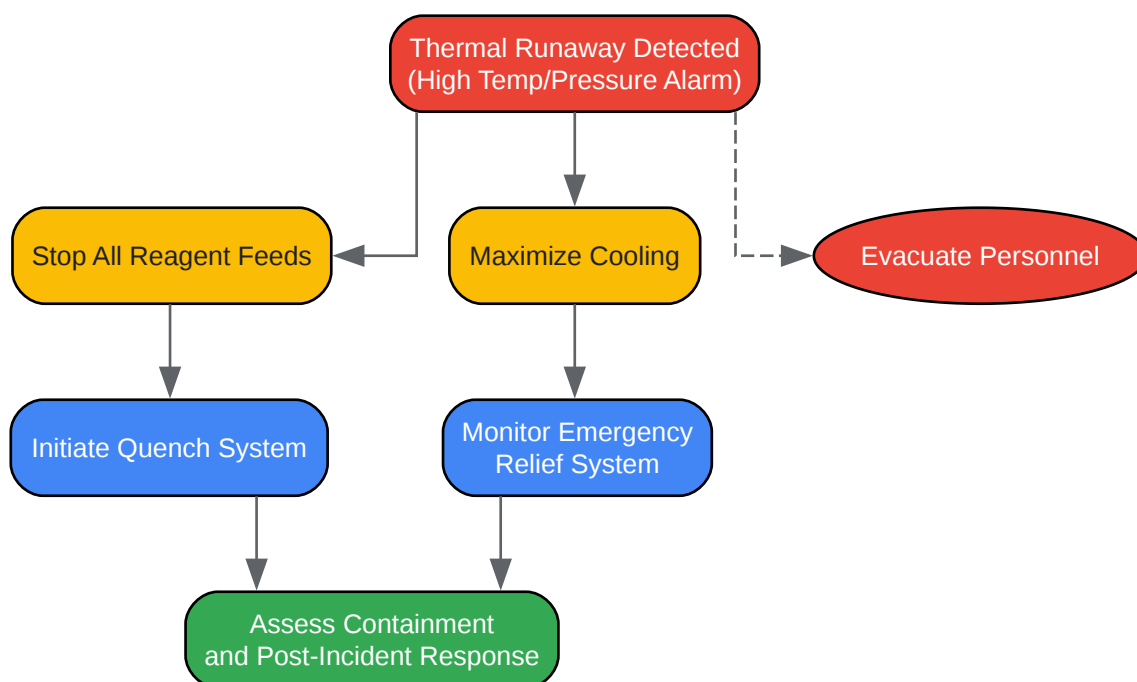 Thermal Runaway Detected
(High Temp/Pressure Alarm)
Stop All Reagent Feeds
Maximize Cooling
Evacuate Personnel
Initiate Quench System
Monitor Emergency
Relief System
Assess Containment
and Post-Incident Response